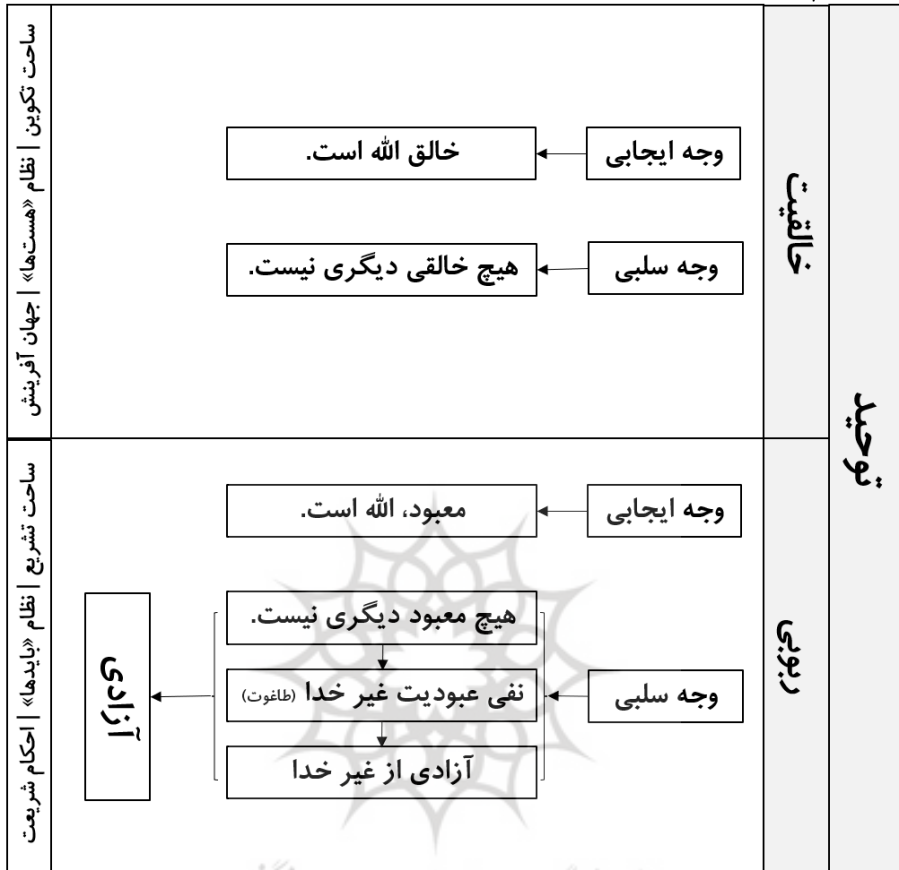 توحید
خالقیت
وجه ایجابی
خالق الله است.
وجه سلبی
هیچ خالقی دیگری نیست.
ساحت تکوین | نظام «هست‌ها» | جهان آفرینش
ربوبی
وجه ایجابی
معبود، الله است.
وجه سلبی
هیچ معبود دیگری نیست.
نفی عبودیت غیر خدا (طاغوت)
آزادی از غیر خدا
آزادی
ساحت تشریع | نظام «بایدها» | احکام شریعت